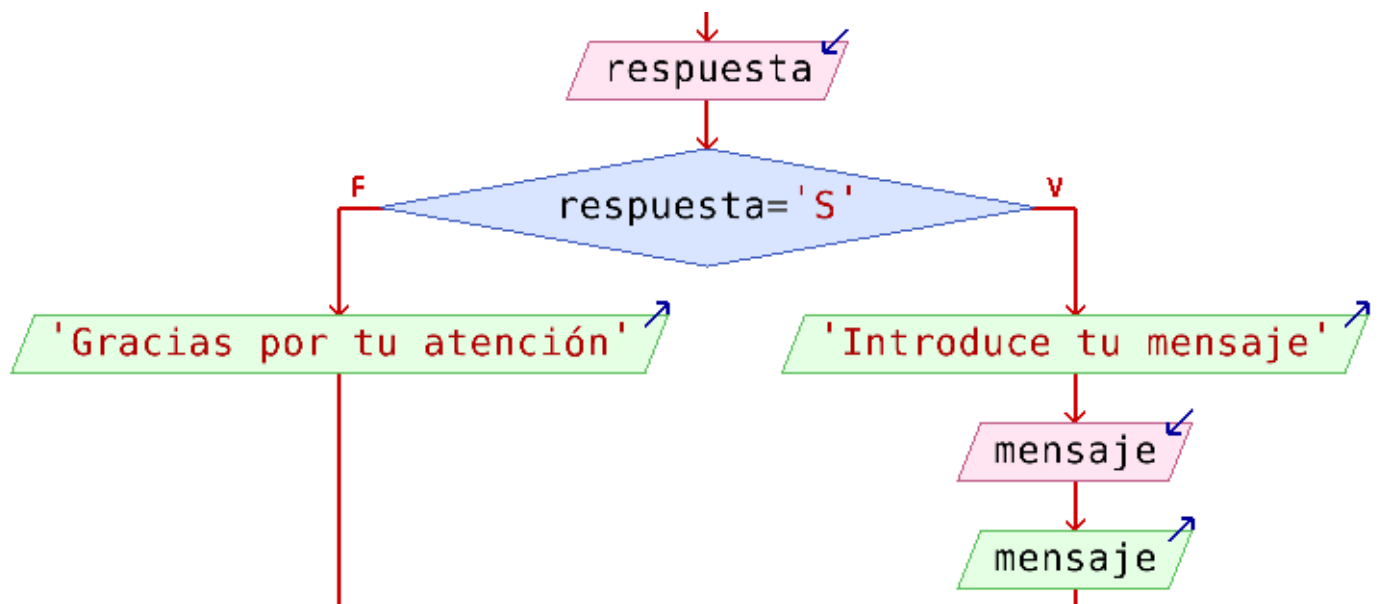 respuesta
F
respuesta='S'
V
'Gracias por tu atención'
'Introduce tu mensaje'
mensaje
mensaje